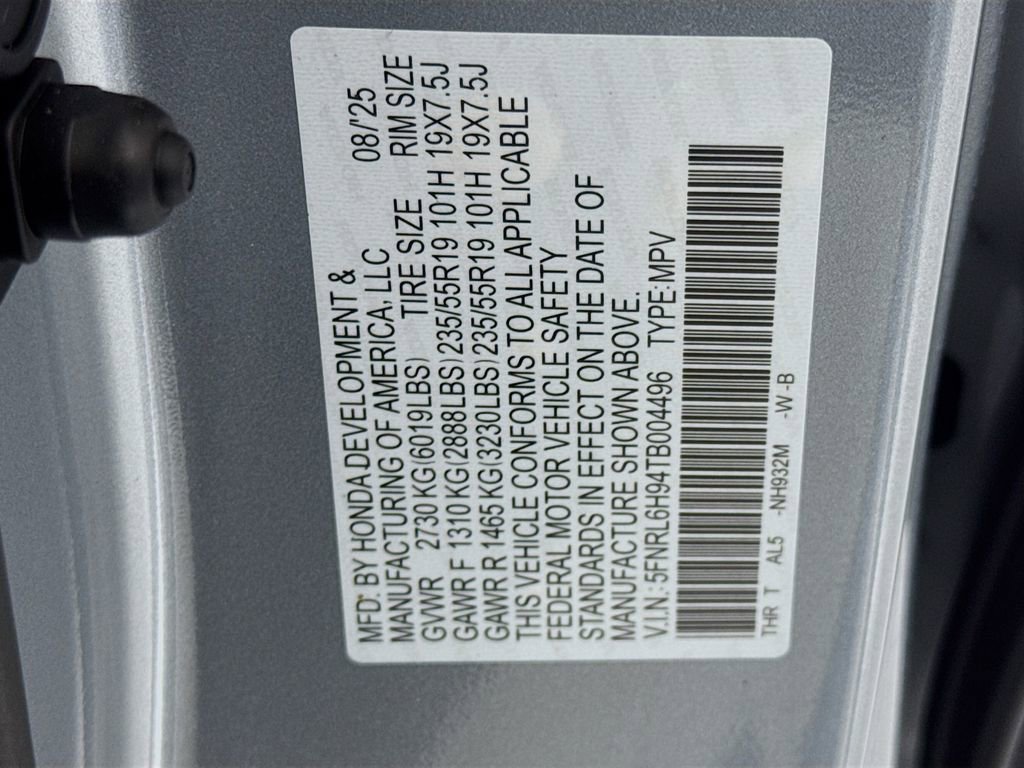 MFD. BY HONDA DEVELOPMENT & 08/'25
MANUFACTURING OF AMERICA, LLC
GVWR 2730 KG(6019LBS) TIRE SIZE RIM SIZE
GAWR F 1310 KG(2888LBS) 235/55R19 101H 19X7.5J
GAWR R 1465 KG(3230LBS) 235/55R19 101H 19X7.5J
THIS VEHICLE CONFORMS TO ALL APPLICABLE
FEDERAL MOTOR VEHICLE SAFETY
STANDARDS IN EFFECT ON THE DATE OF
MANUFACTURE SHOWN ABOVE.
V.I.N.:5FNRL6H94TB004496 TYPE:MPV
THR T AL5 -NH932M -W -B